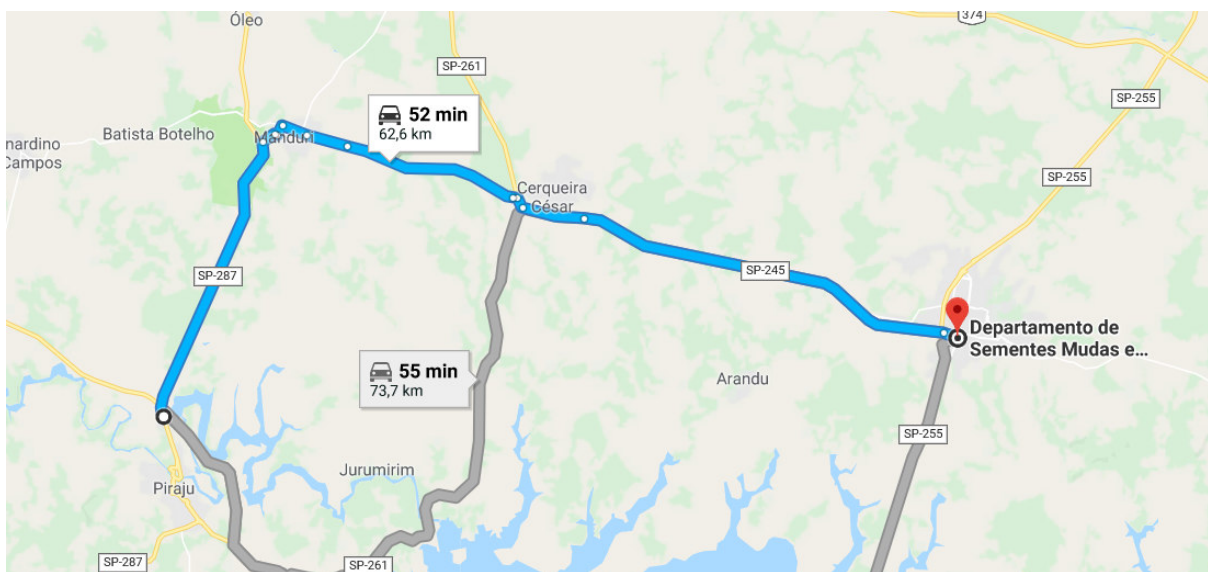 Óleo
374
SP-261
SP-255
52 min
62,6 km
Batista Botelho
Manduri
nardino
Campos
SP-255
Cerqueira
César
SP-287
SP-245
Departamento de
Sementes Mudas e...
55 min
73,7 km
Arandu
SP-255
Jurumirim
Piraju
SP-287
SP-261